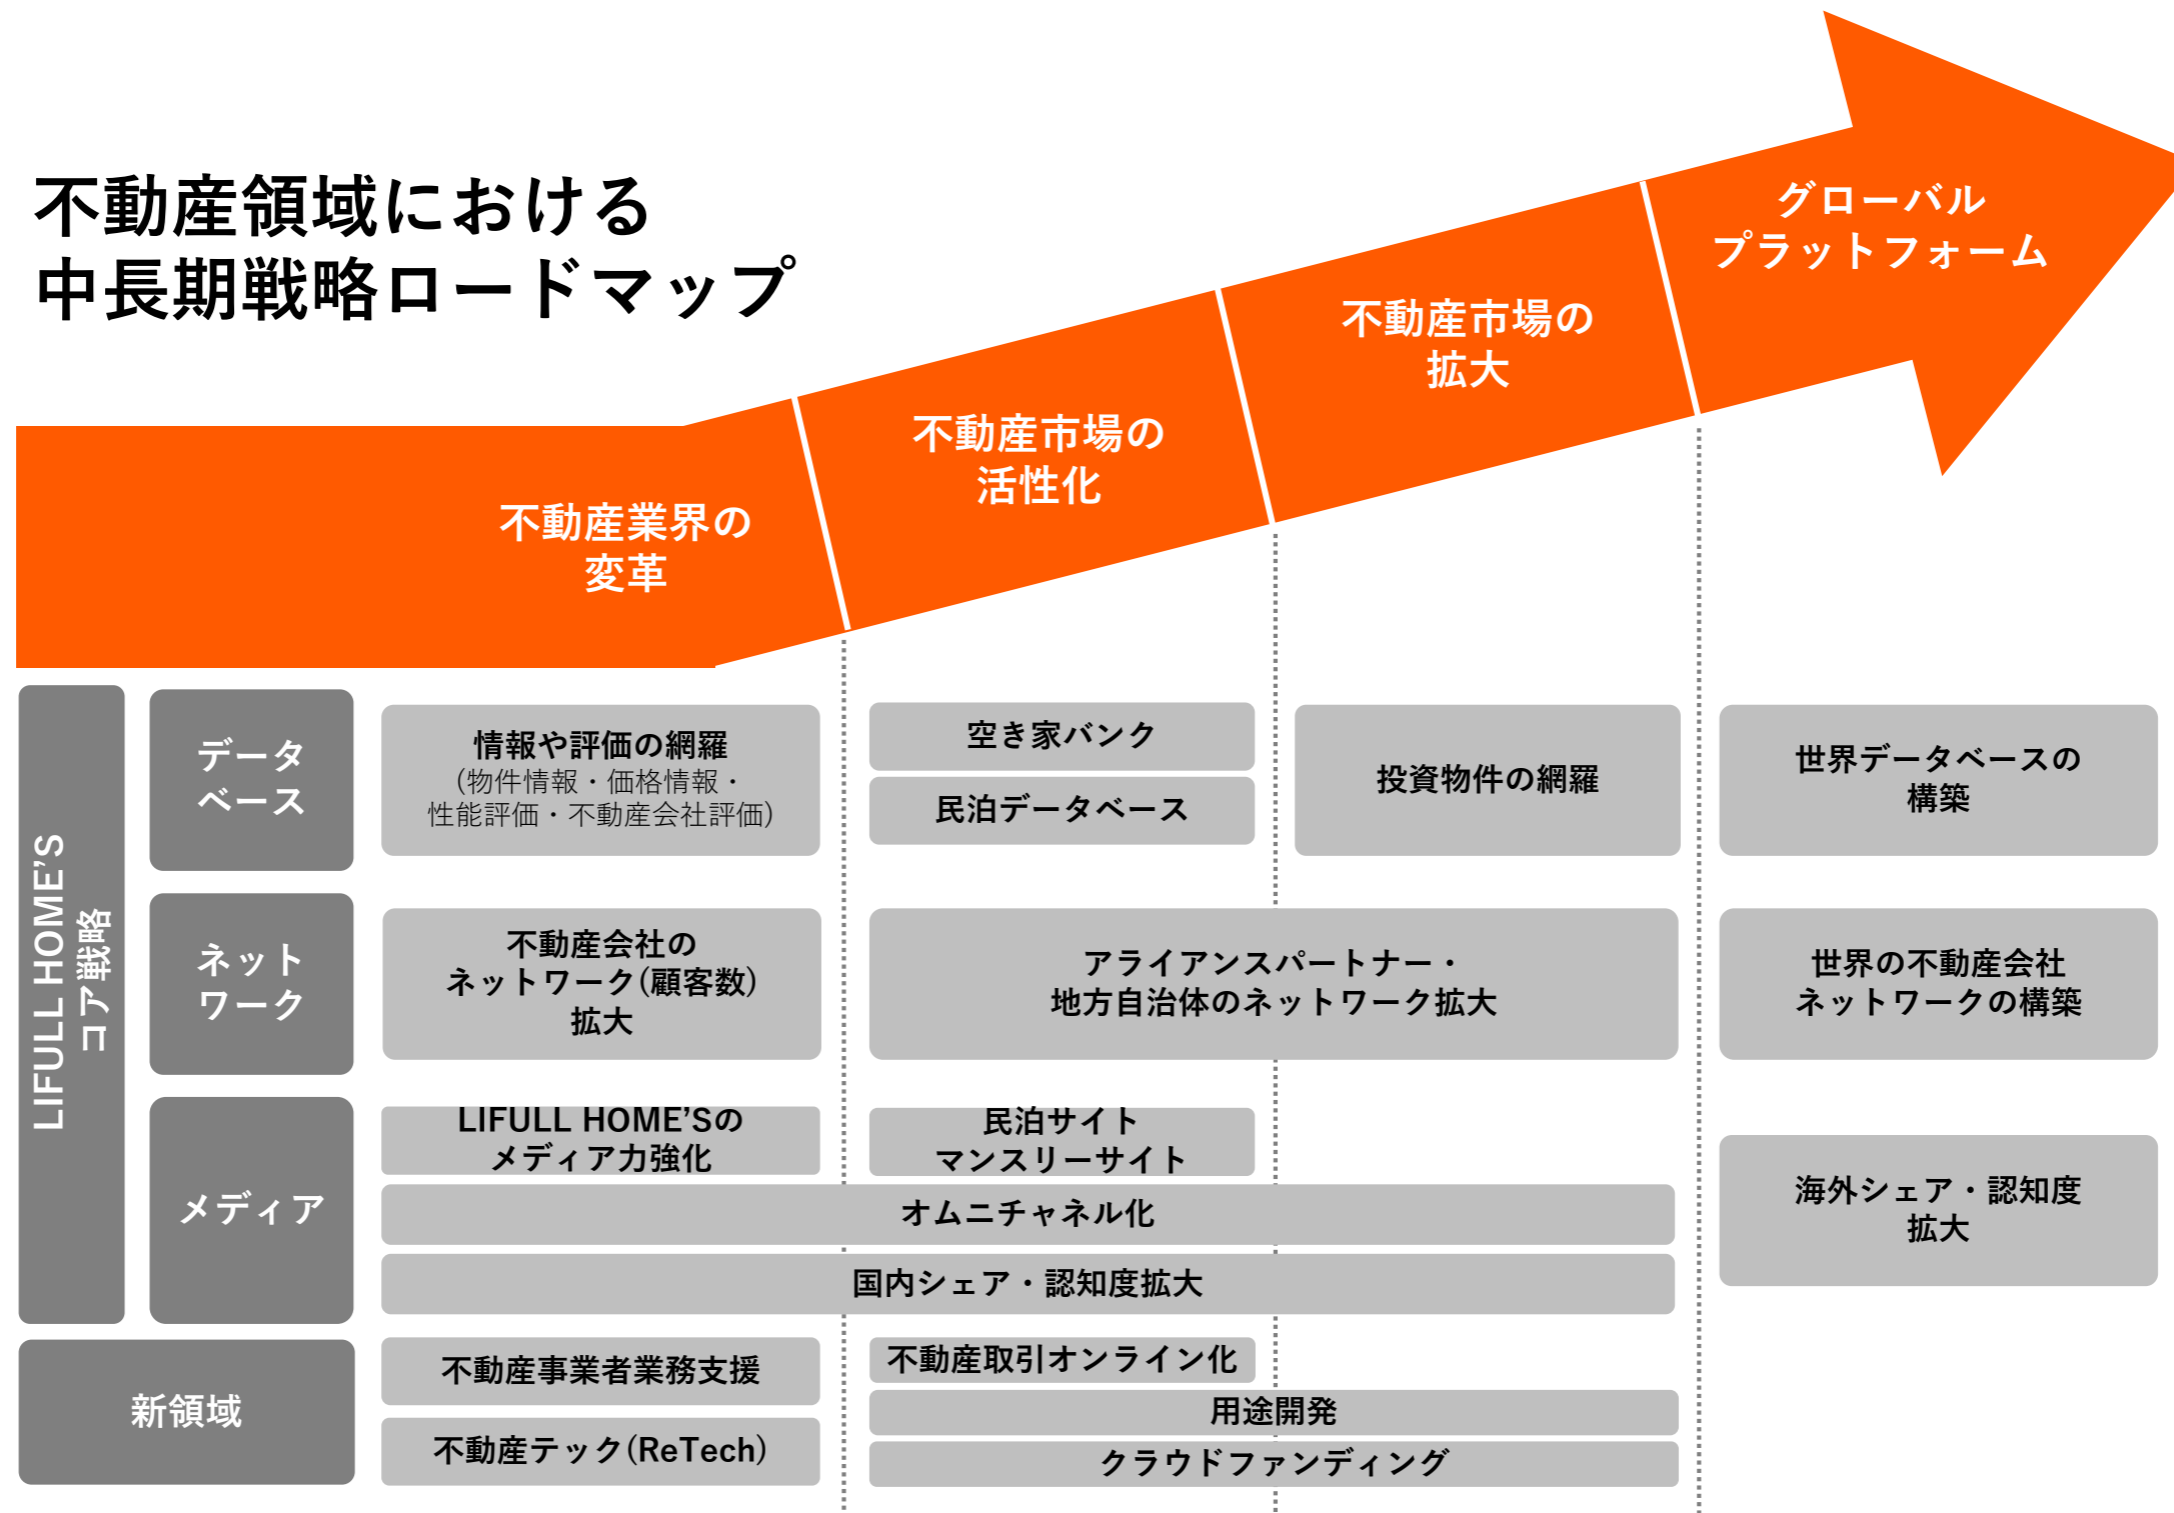 不動産領域における
中長期戦略ロードマップ
不動産業界の
変革
不動産市場の
活性化
不動産市場の
拡大
グローバル
プラットフォーム
LIFULL HOME’S
コア戦略
データ
ベース
情報や評価の網羅
(物件情報・価格情報・
性能評価・不動産会社評価)
空き家バンク
民泊データベース
投資物件の網羅
世界データベースの
構築
ネット
ワーク
不動産会社の
ネットワーク(顧客数)
拡大
アライアンスパートナー・
地方自治体のネットワーク拡大
世界の不動産会社
ネットワークの構築
メディア
LIFULL HOME’Sの
メディア力強化
民泊サイト
マンスリーサイト
オムニチャネル化
国内シェア・認知度拡大
海外シェア・認知度
拡大
新領域
不動産事業者業務支援
不動産テック(ReTech)
不動産取引オンライン化
用途開発
クラウドファンディング